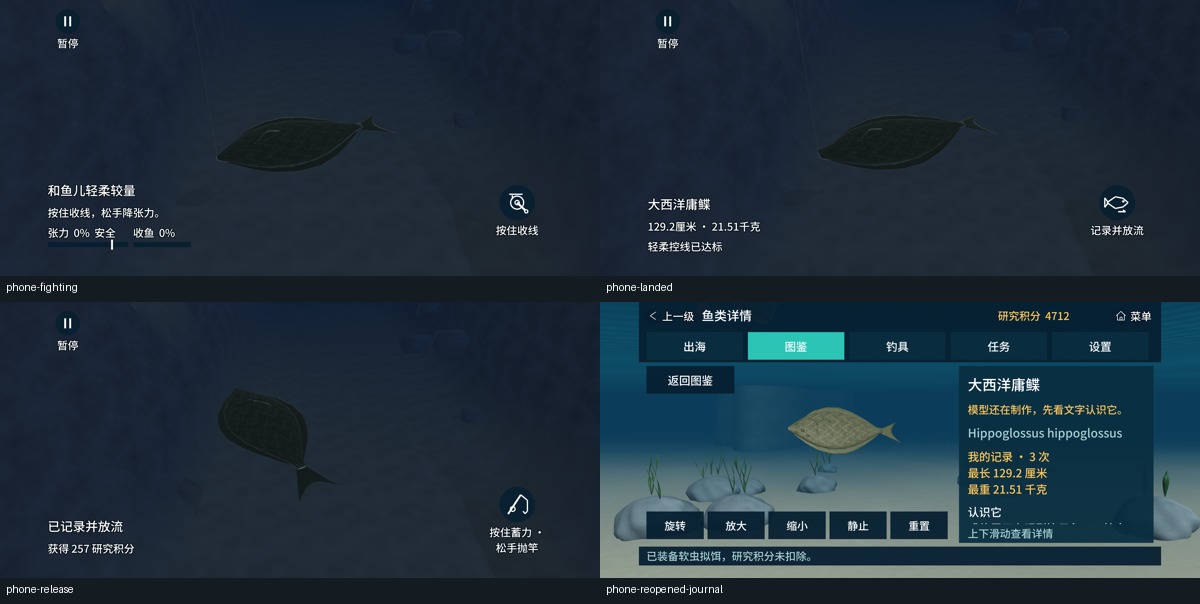 暂停
和鱼儿轻柔较量
按住收线，松手降张力。
张力 0% 安全 收鱼 0%
按住收线
phone-fighting
暂停
大西洋庸鲽
129.2厘米 · 21.51千克
轻柔控线已达标
记录并放流
phone-landed
暂停
已记录并放流
获得 257 研究积分
按住蓄力 ·
松手抛竿
phone-release
上一级 鱼类详情 研究积分 4712 菜单
出海 图鉴 钓具 任务 设置
返回图鉴
大西洋庸鲽
模型还在制作，先看文字认识它。
Hippoglossus hippoglossus
我的记录 · 3 次
最长 129.2 厘米
最重 21.51 千克
认识它
上下滑动查看详情
旋转 放大 缩小 静止 重置
已装备软虫拟饵，研究积分未扣除。
phone-reopened-journal